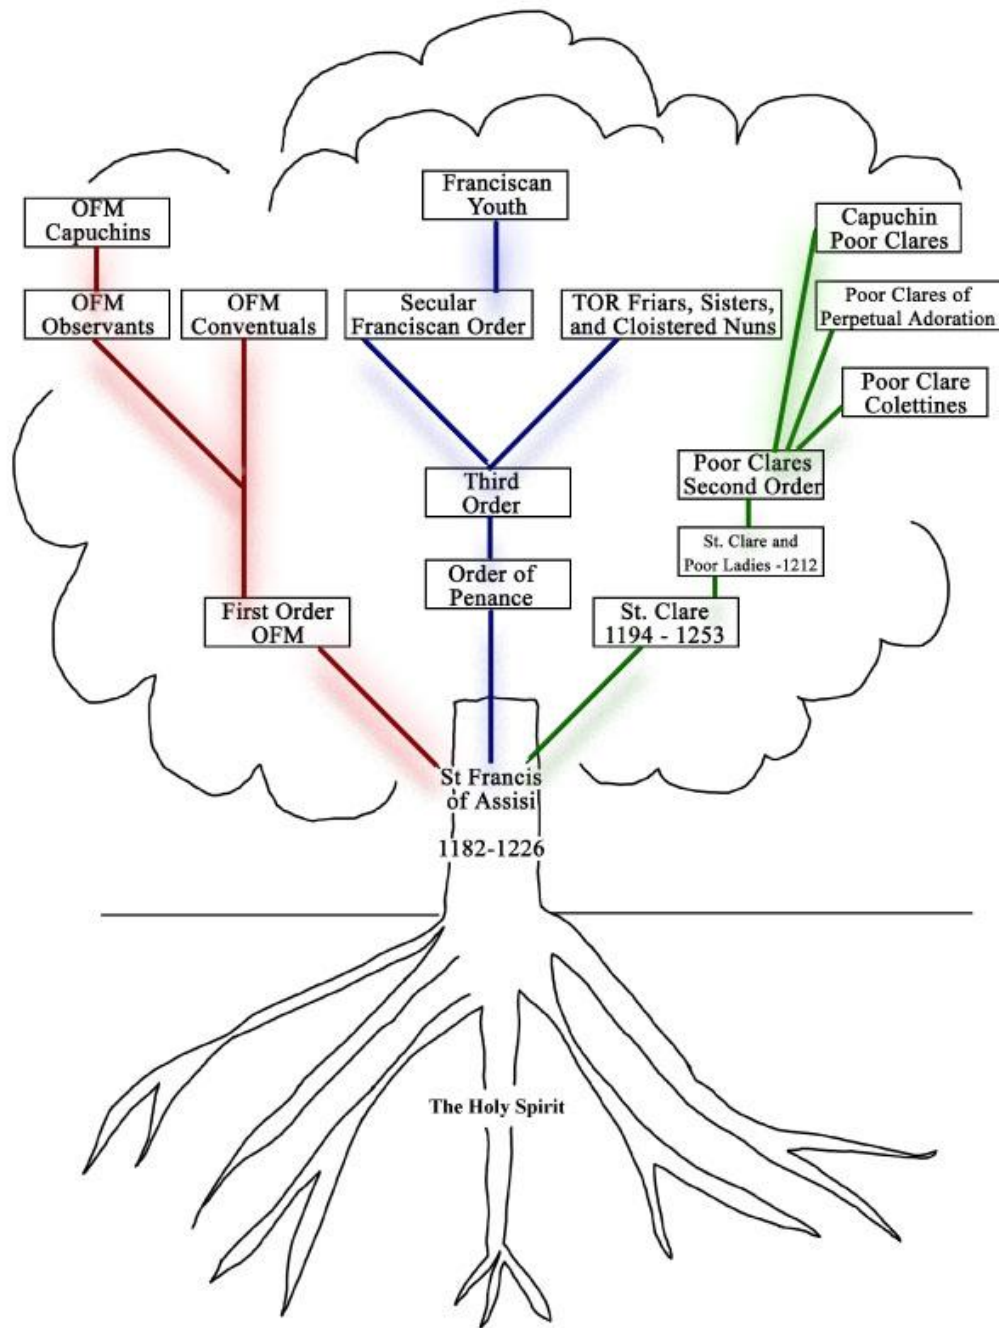 Franciscan
Youth
OFM
Capuchins
Capuchin
Poor Clares
OFM
Observants
OFM
Conventuals
Secular
Franciscan Order
TOR Friars, Sisters,
and Cloistered Nuns
Poor Clares of
Perpetual Adoration
Poor Clare
Colettines
Third
Order
Poor Clares
Second Order
St. Clare and
Poor Ladies -1212
Order of
Penance
First Order
OFM
St. Clare
1194 - 1253
St Francis
of Assisi
1182-1226
The Holy Spirit